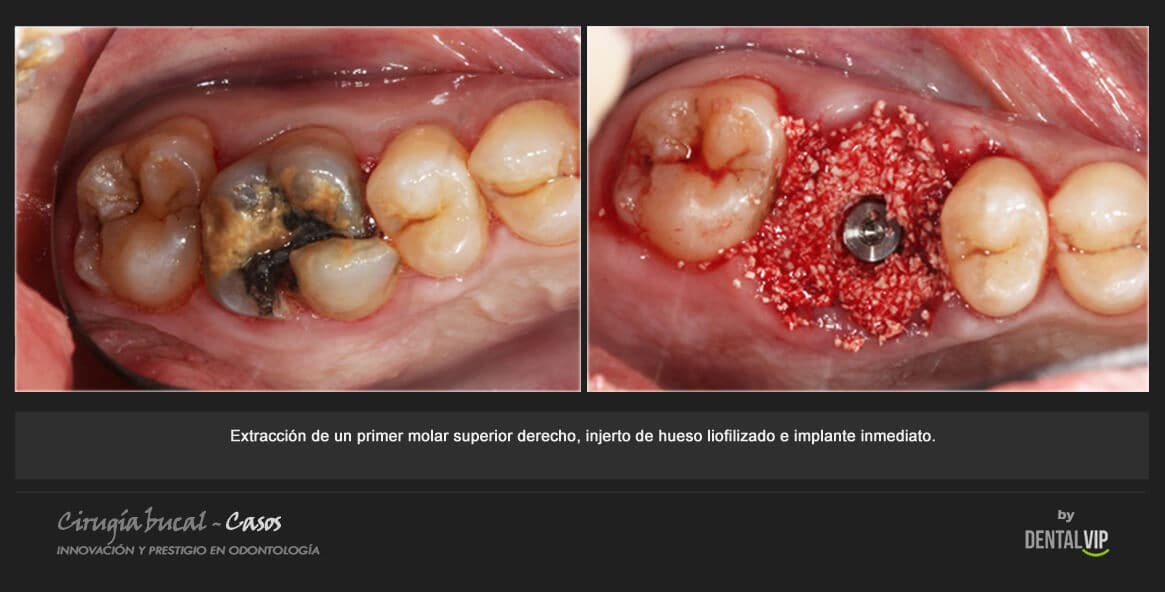 Extracción de un primer molar superior derecho, injerto de hueso liofilizado e implante inmediato.
Cirugía bucal - Casos
INNOVACIÓN Y PRESTIGIO EN ODONTOLOGÍA
by
DENTALVIP